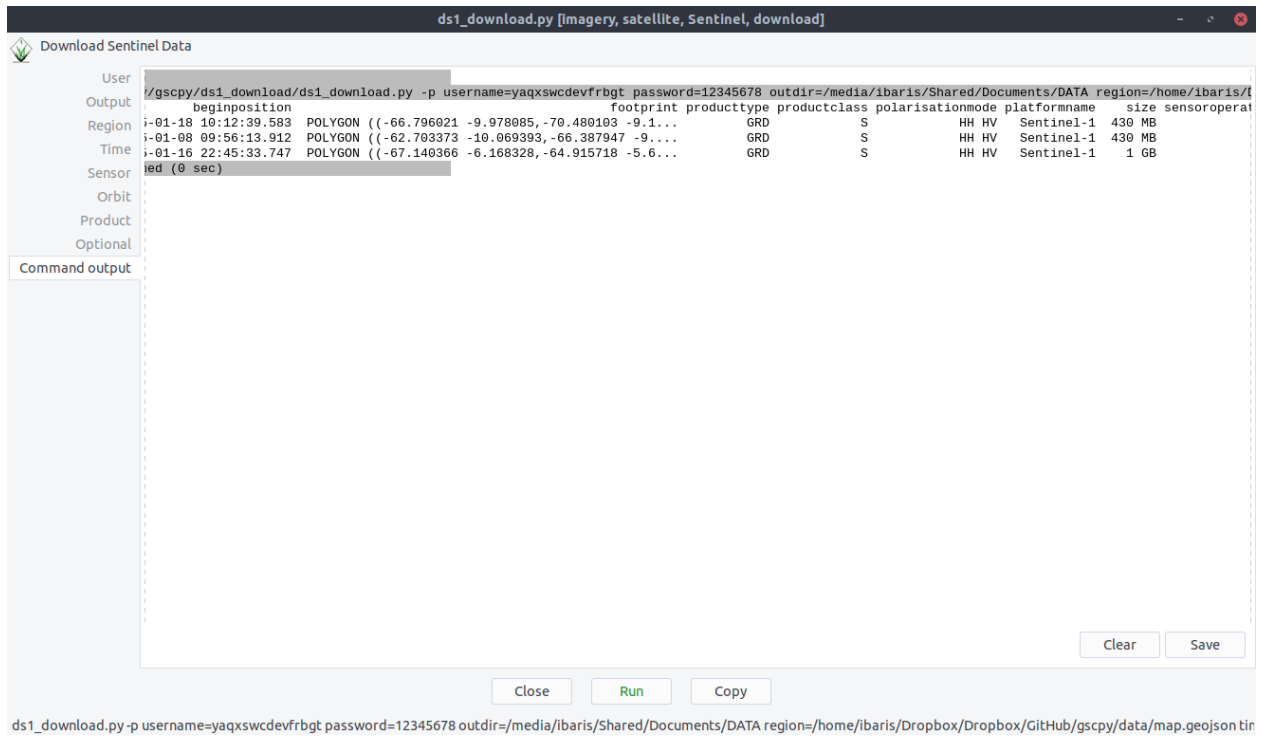 ds1_download.py [imagery, satellite, Sentinel, download]
Download Sentinel Data
User
Output
Region
Time
Sensor
Orbit
Product
Optional
Command output
/gscpy/ds1_download/ds1_download.py -p username=yaqxswcdevfrbgt password=12345678 outdir=/media/ibaris/Shared/Documents/DATA region=/home/ibaris/
beginposition footprint producttype productclass polarisationmode platformname size sensoroperat
-01-18 10:12:39.583 POLYGON ((-66.796021 -9.978085,-70.480103 -9.1... GRD S HH HV Sentinel-1 430 MB
-01-08 09:56:13.912 POLYGON ((-62.703373 -10.069393,-66.387947 -9.... GRD S HH HV Sentinel-1 430 MB
-01-16 22:45:33.747 POLYGON ((-67.140366 -6.168328,-64.915718 -5.6... GRD S HH HV Sentinel-1 1 GB
ed (0 sec)
Clear Save
Close Run Copy
ds1_download.py -p username=yaqxswcdevfrbgt password=12345678 outdir=/media/ibaris/Shared/Documents/DATA region=/home/ibaris/Dropbox/Dropbox/GitHub/gscpy/data/map.geojson tin